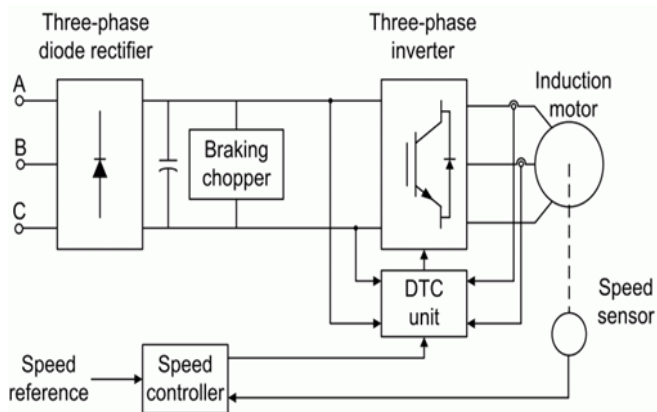 Three-phase
diode rectifier
Three-phase
inverter
Induction
motor
A
B
C
Braking
chopper
DTC
unit
Speed
sensor
Speed
reference
Speed
controller